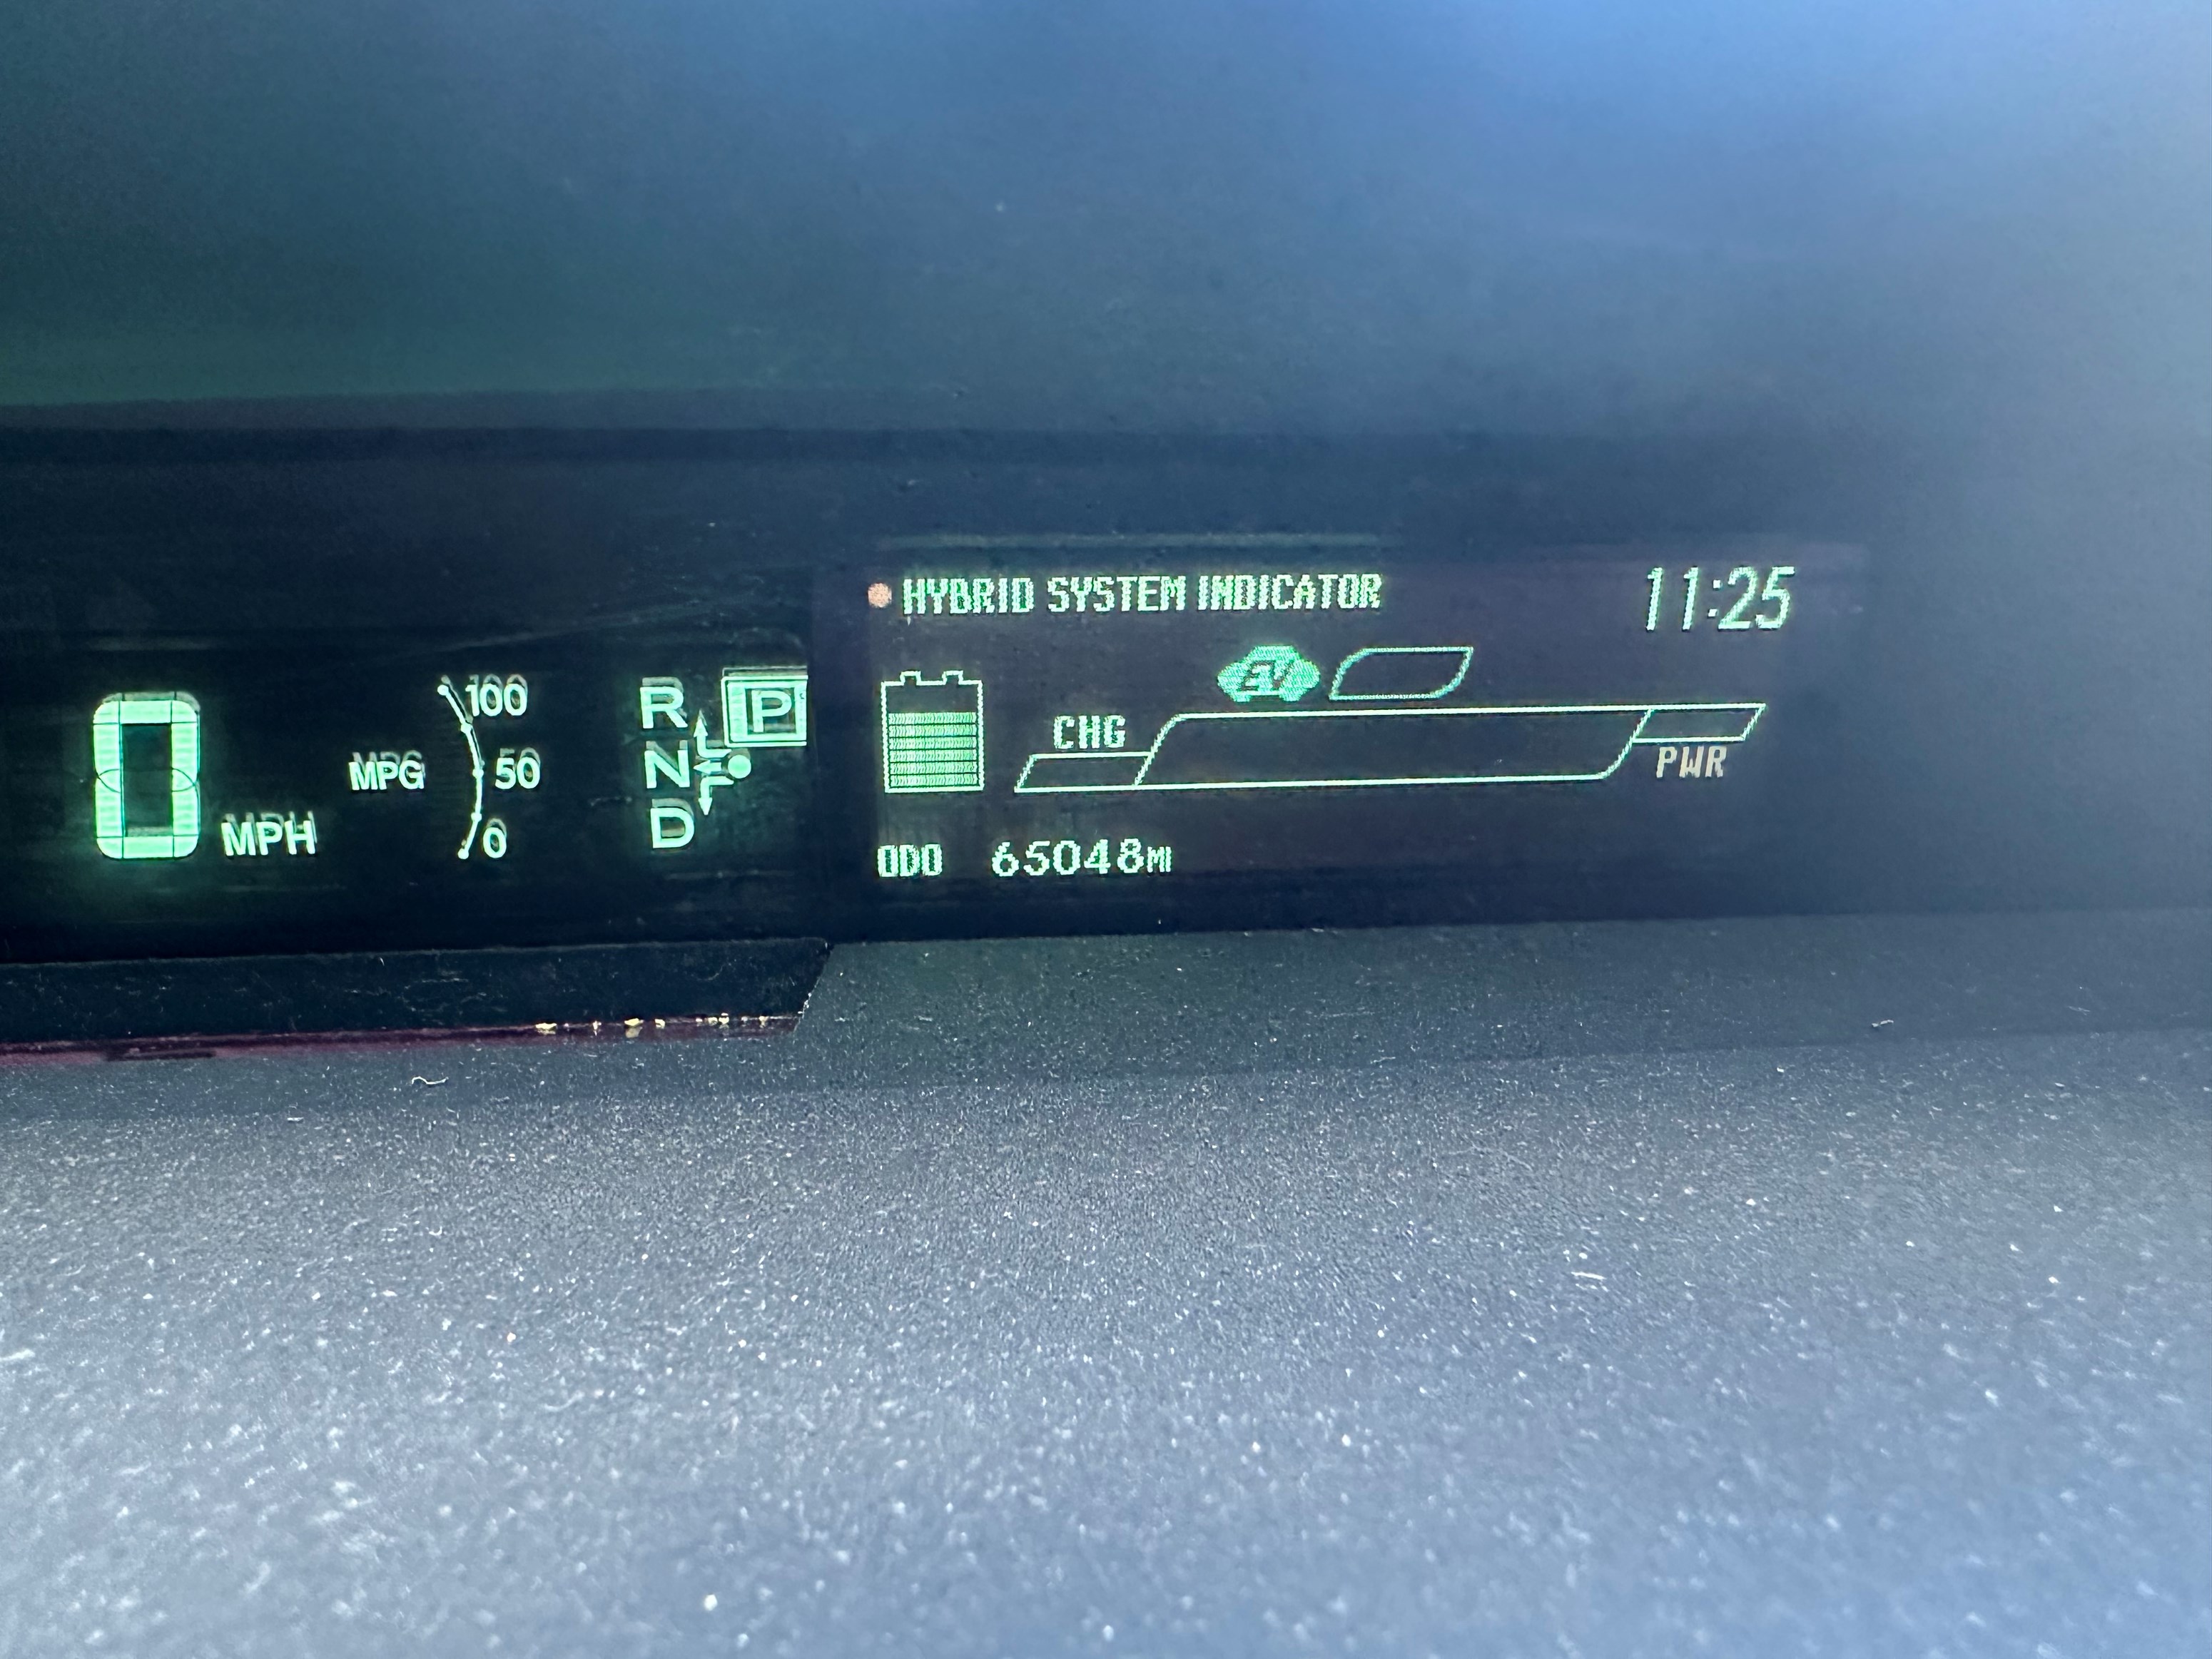 HYBRID SYSTEM INDICATOR 11:25
EV
CHG
PWR
ODO 65048MI
0 MPH
MPG 100
50
0
R P
N
D